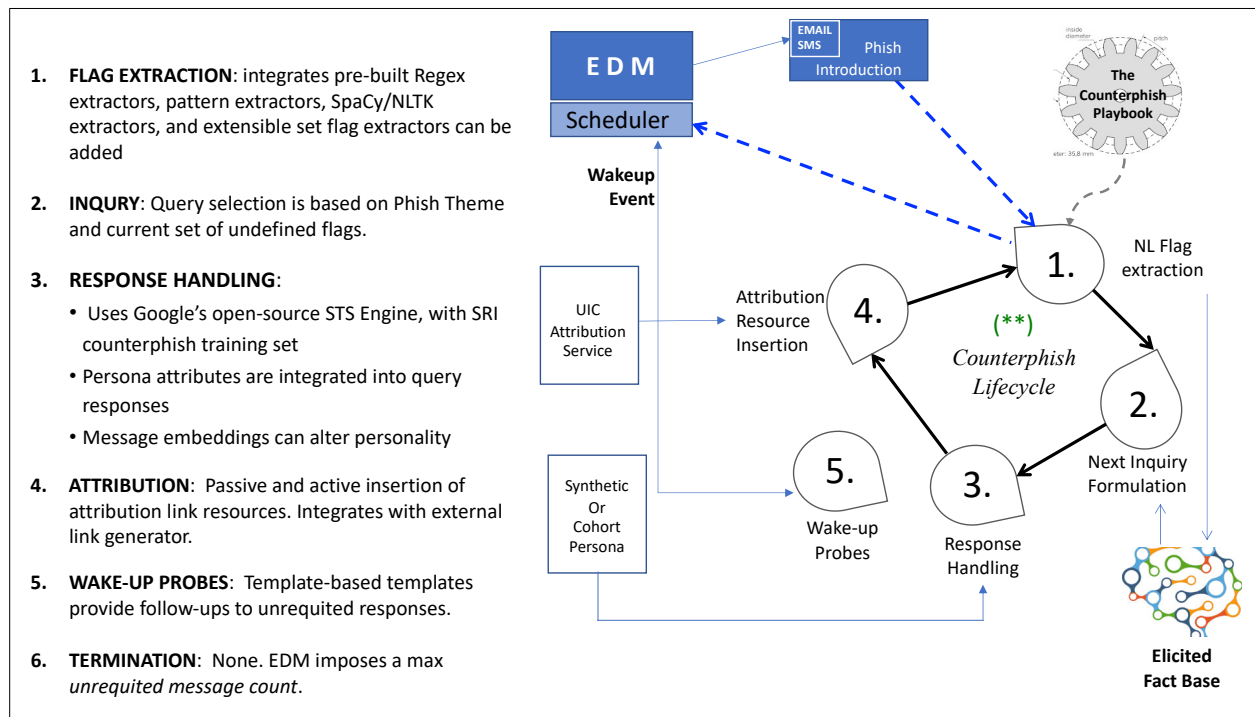 1. FLAG EXTRACTION: integrates pre-built Regex
extractors, pattern extractors, SpaCy/NLTK
extractors, and extensible set flag extractors can be
added
2. INQURY: Query selection is based on Phish Theme
and current set of undefined flags.
3. RESPONSE HANDLING:
• Uses Google's open-source STS Engine, with SRI
counterphish training set
• Persona attributes are integrated into query
responses
• Message embeddings can alter personality
4. ATTRIBUTION: Passive and active insertion of
attribution link resources. Integrates with external
link generator.
5. WAKE-UP PROBES: Template-based templates
provide follow-ups to unrequited responses.
6. TERMINATION: None. EDM imposes a max
unrequited message count.
E D M
Scheduler
EMAIL
SMS
Phish
Introduction
inside
diameter
pitch
The
Counterphish
Playbook
eter: 35,8 mm
Wakeup
Event
1.
NL Flag
extraction
UIC
Attribution
Service
Attribution
Resource
Insertion
4.
(**)
Counterphish
Lifecycle
2.
Next Inquiry
Formulation
Synthetic
Or
Cohort
Persona
5.
Wake-up
Probes
3.
Response
Handling
Elicited
Fact Base